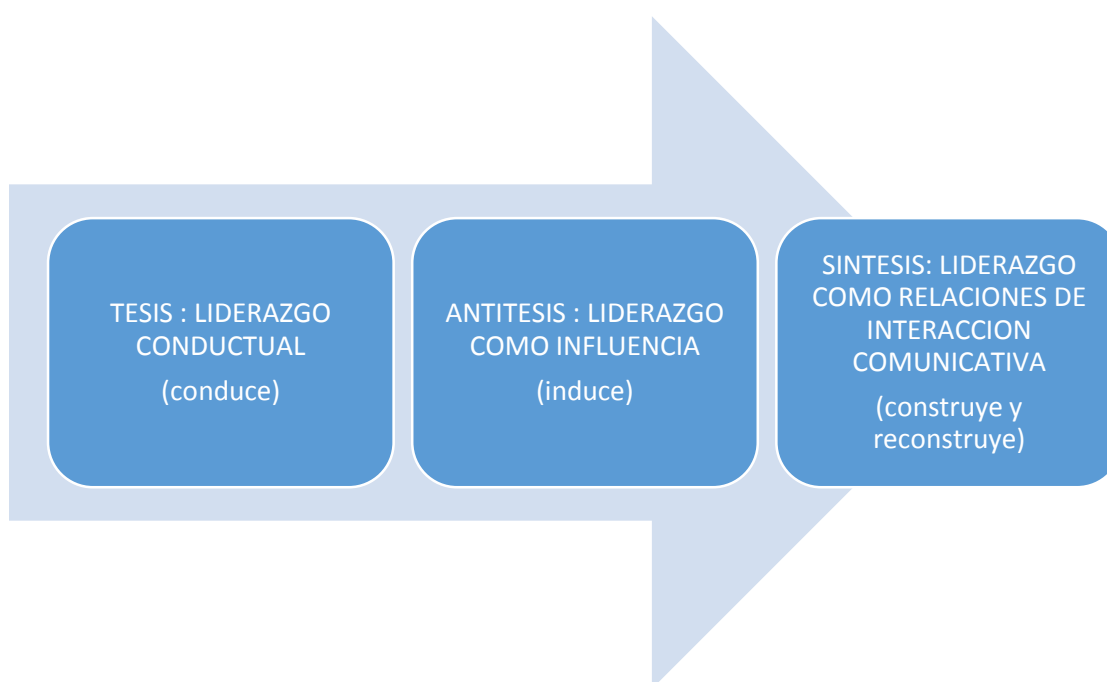 TESIS : LIDERAZGO
CONDUCTUAL
(conduce)
ANTITESIS : LIDERAZGO
COMO INFLUENCIA
(induce)
SINTESIS: LIDERAZGO
COMO RELACIONES DE
INTERACCION
COMUNICATIVA
(construye y
reconstruye)